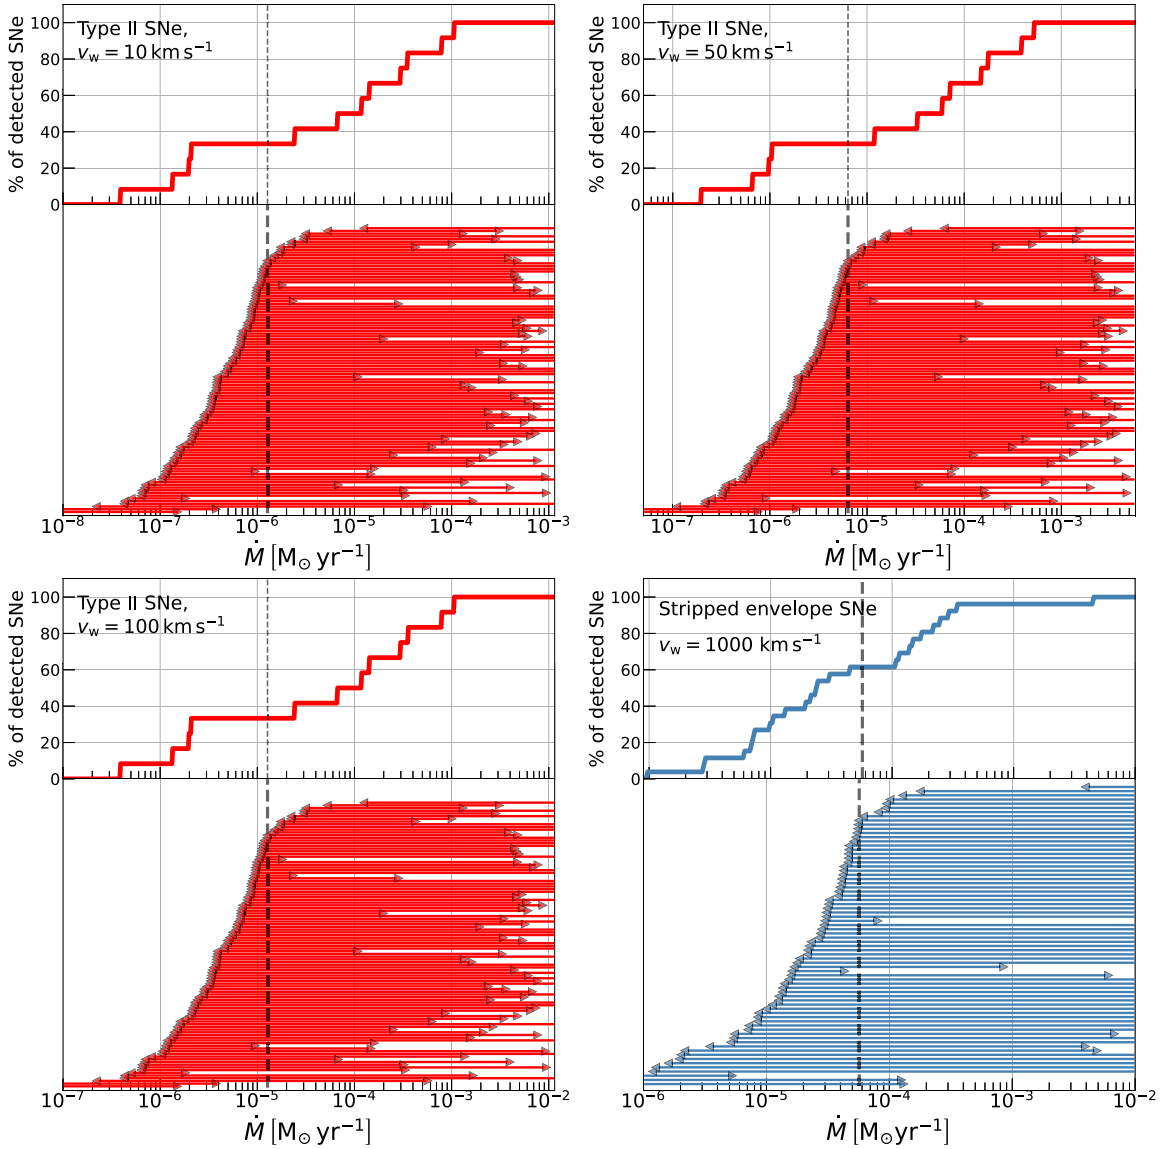 % of detected SNe
100
80
60
40
20
0
Type II SNe,
v_w = 10 km s⁻¹
10⁻⁸ 10⁻⁷ 10⁻⁶ 10⁻⁵ 10⁻⁴ 10⁻³
Ṁ [M⊙ yr⁻¹]
% of detected SNe
100
80
60
40
20
0
Type II SNe,
v_w = 50 km s⁻¹
10⁻⁷ 10⁻⁶ 10⁻⁵ 10⁻⁴ 10⁻³
Ṁ [M⊙ yr⁻¹]
% of detected SNe
100
80
60
40
20
0
Type II SNe,
v_w = 100 km s⁻¹
10⁻⁷ 10⁻⁶ 10⁻⁵ 10⁻⁴ 10⁻³ 10⁻²
Ṁ [M⊙ yr⁻¹]
% of detected SNe
100
80
60
40
20
0
Stripped envelope SNe
v_w = 1000 km s⁻¹
10⁻⁶ 10⁻⁵ 10⁻⁴ 10⁻³ 10⁻²
Ṁ [M⊙ yr⁻¹]